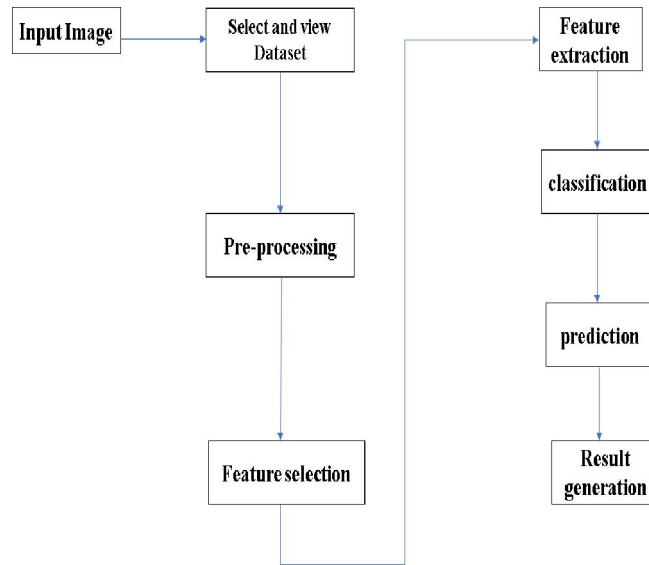 Input Image
Select and view
Dataset
Pre-processing
Feature selection
Feature
extraction
classification
prediction
Result
generation